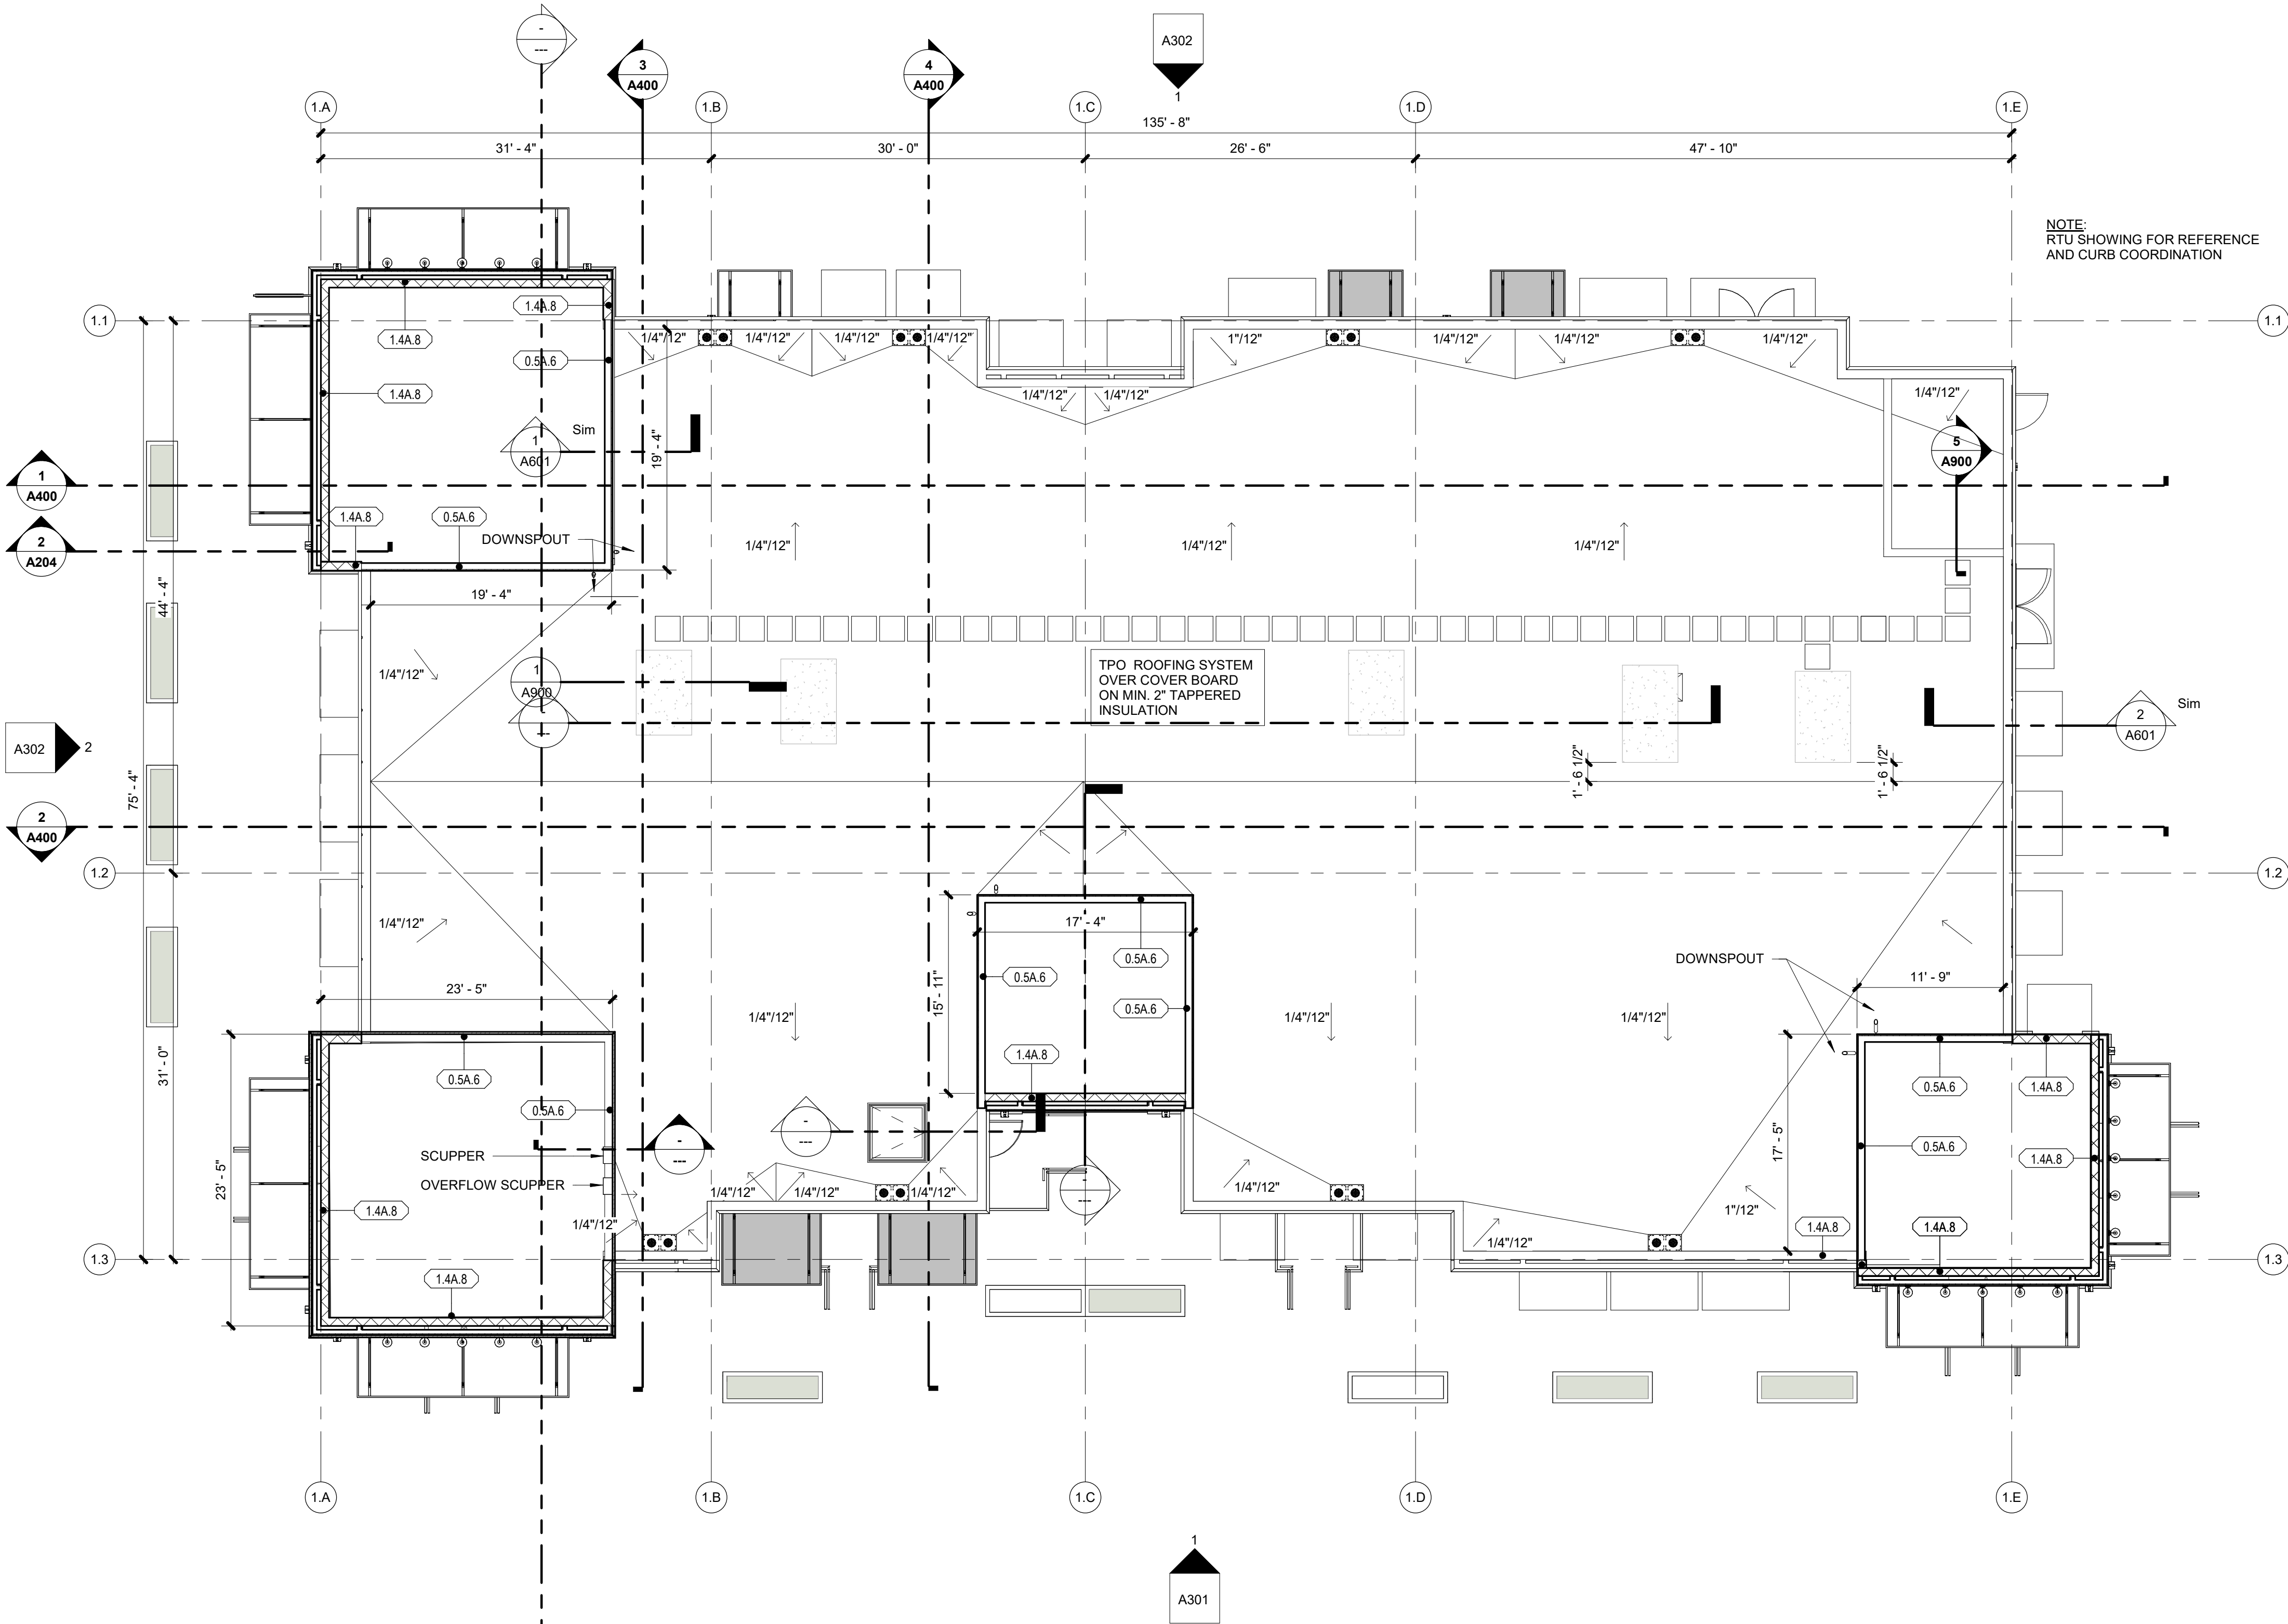 -
---
3
A400
4
A400
A302
1
1.A
1.B
1.C
1.D
1.E
135' - 8"
31' - 4"
30' - 0"
26' - 6"
47' - 10"
NOTE:
RTU SHOWING FOR REFERENCE
AND CURB COORDINATION
1.4A.8
1.1
1.1
1.4A.8
1/4"/12"
1/4"/12"
1/4"/12"
1/4"/12"
1"/12"
1/4"/12"
1/4"/12"
1/4"/12"
0.5A.6
1.4A.8
1/4"/12"
1/4"/12"
1/4"/12"
1
A601
Sim
19' - 4"
5
A900
1
A400
1.4A.8
0.5A.6
DOWNSPOUT
2
A204
1/4"/12"
1/4"/12"
1/4"/12"
44' - 4"
19' - 4"
1/4"/12"
1
A900
-
---
TPO ROOFING SYSTEM
OVER COVER BOARD
ON MIN. 2" TAPPERED
INSULATION
2
A601
Sim
A302
2
75' - 4"
1' - 6 1/2"
1' - 6 1/2"
2
A400
1.2
1.2
1/4"/12"
17' - 4"
0.5A.6
0.5A.6
0.5A.6
15' - 11"
DOWNSPOUT
11' - 9"
23' - 5"
1/4"/12"
1/4"/12"
1/4"/12"
31' - 0"
1.4A.8
0.5A.6
0.5A.6
1.4A.8
0.5A.6
-
---
-
---
0.5A.6
1.4A.8
17' - 5"
SCUPPER
OVERFLOW SCUPPER
23' - 5"
1/4"/12"
1/4"/12"
1/4"/12"
-
---
1/4"/12"
1"/12"
1.4A.8
1/4"/12"
1.4A.8
1/4"/12"
1.4A.8
1.3
1.3
1.4A.8
1.A
1.B
1.C
1.D
1.E
1
A301